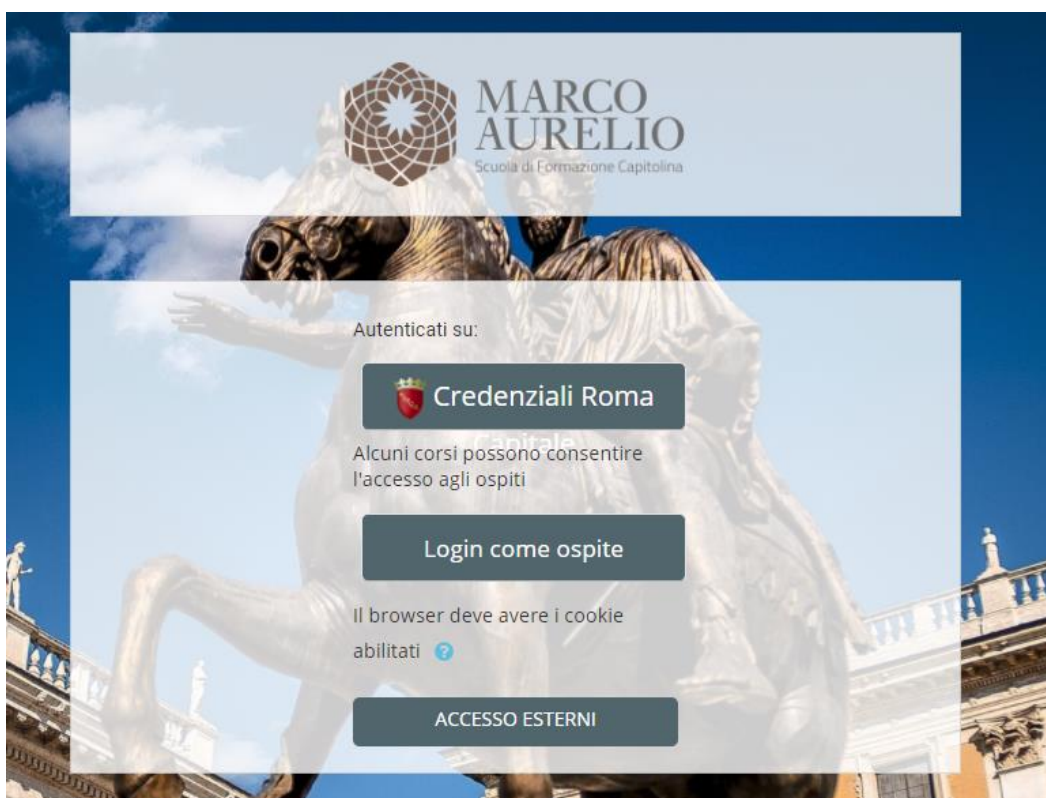 MARCO
AURELIO
Scuola di Formazione Capitolina
Autenticati su:
Credenziali Roma
Capitale
Alcuni corsi possono consentire
l'accesso agli ospiti
Login come ospite
Il browser deve avere i cookie
abilitati ?
ACCESSO ESTERNI